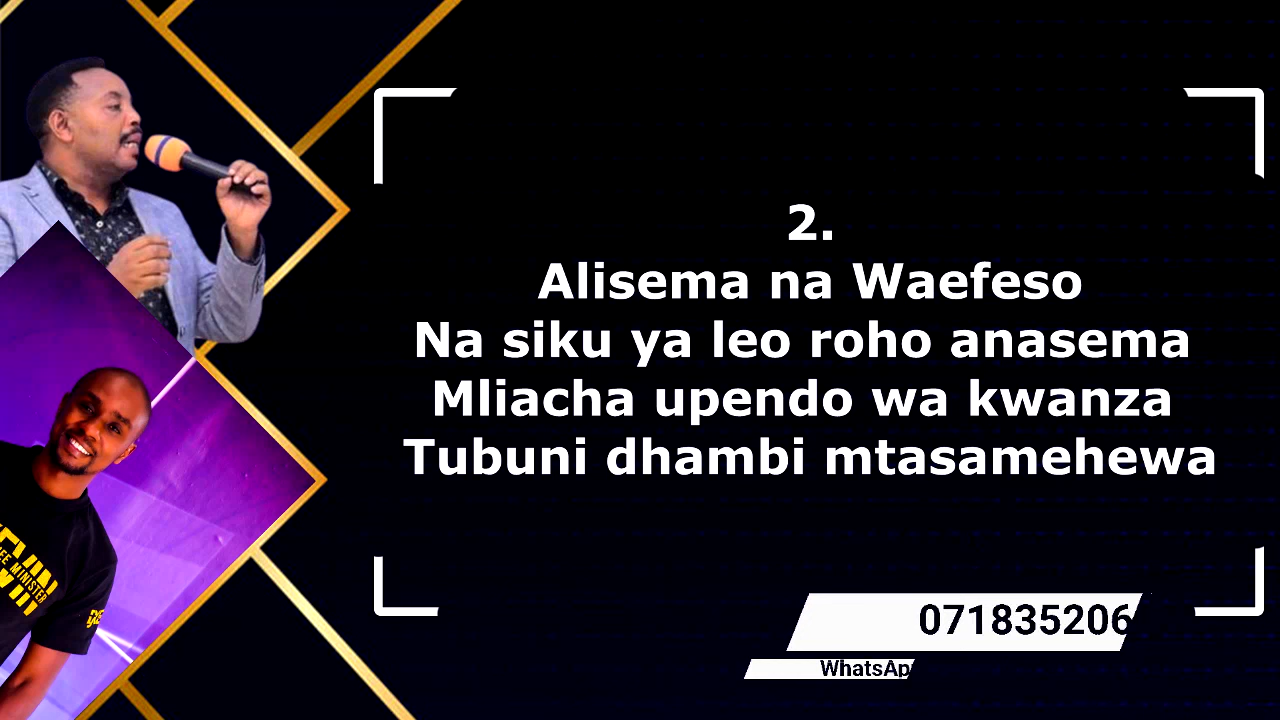 2.
Alisema na Waefeso
Na siku ya leo roho anasema
Mliacha upendo wa kwanza
Tubuni dhambi mtasamehewa
071835206
WhatsAp
MINISTER